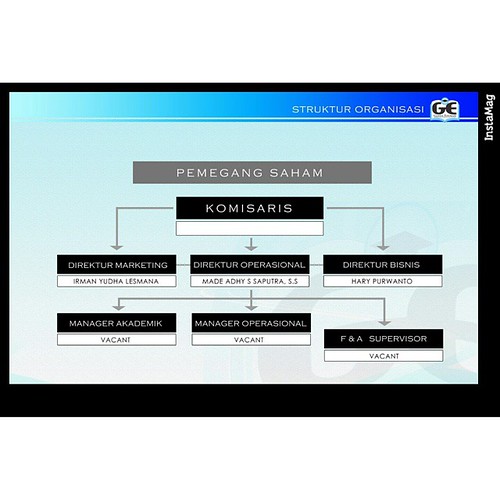 STRUKTUR ORGANISASI
GE
InstaMag
PEMEGANG SAHAM
KOMISARIS
DIREKTUR MARKETING
IRMAN YUDHA LESMANA
DIREKTUR OPERASIONAL
MADE ADHY S SAPUTRA, S.S
DIREKTUR BISNIS
HARY PURWANTO
MANAGER AKADEMIK
VACANT
MANAGER OPERASIONAL
VACANT
F & A SUPERVISOR
VACANT